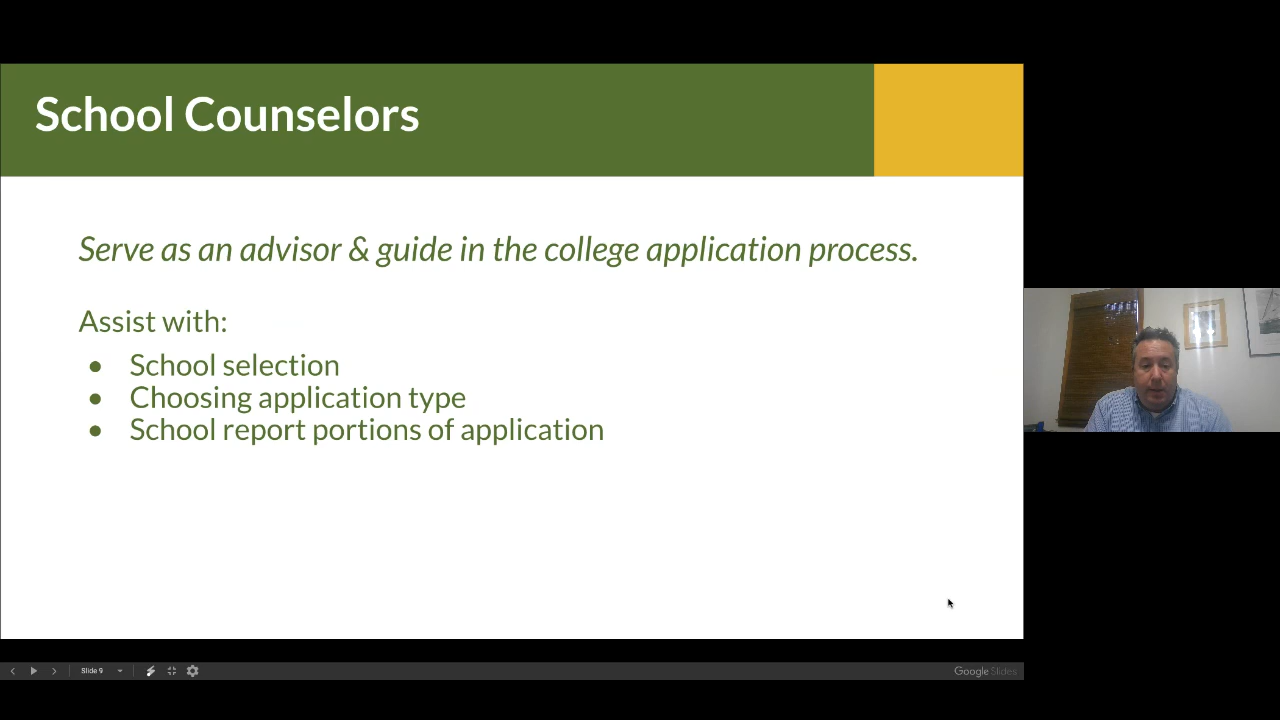 School Counselors
Serve as an advisor & guide in the college application process.
Assist with:
● School selection
● Choosing application type
● School report portions of application
Slide 9
Google Slides